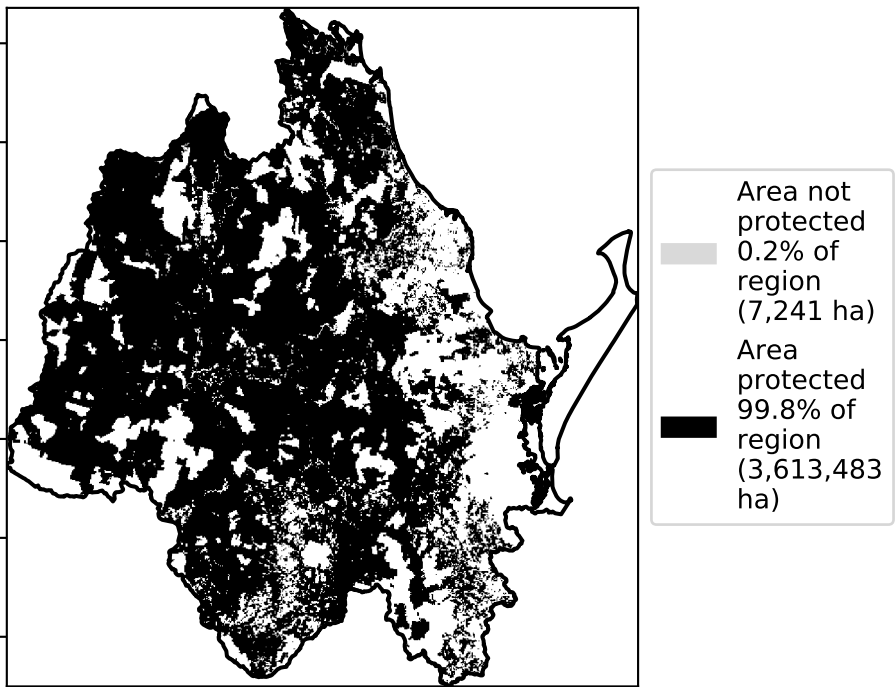 Area not
protected
0.2% of
region
(7,241 ha)
Area
protected
99.8% of
region
(3,613,483
ha)